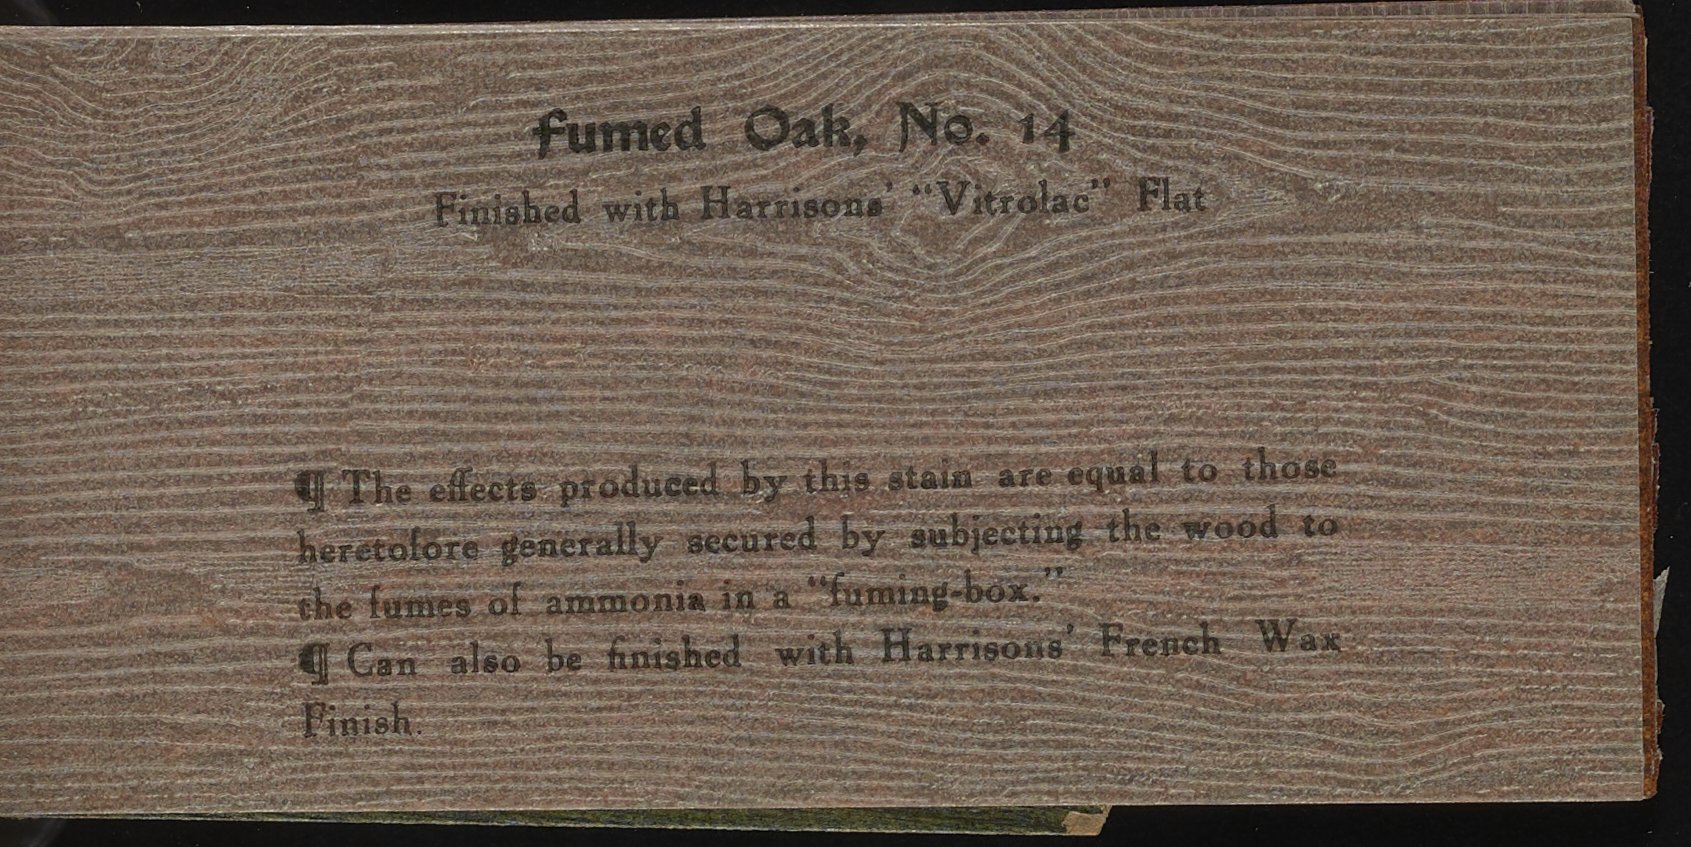 Fumed Oak, No. 14
Finished with Harrisons' “Vitrolac” Flat
¶ The effects produced by this stain are equal to those
heretofore generally secured by subjecting the wood to
the fumes of ammonia in a “fuming-box.”
¶ Can also be finished with Harrisons' French Wax
Finish.